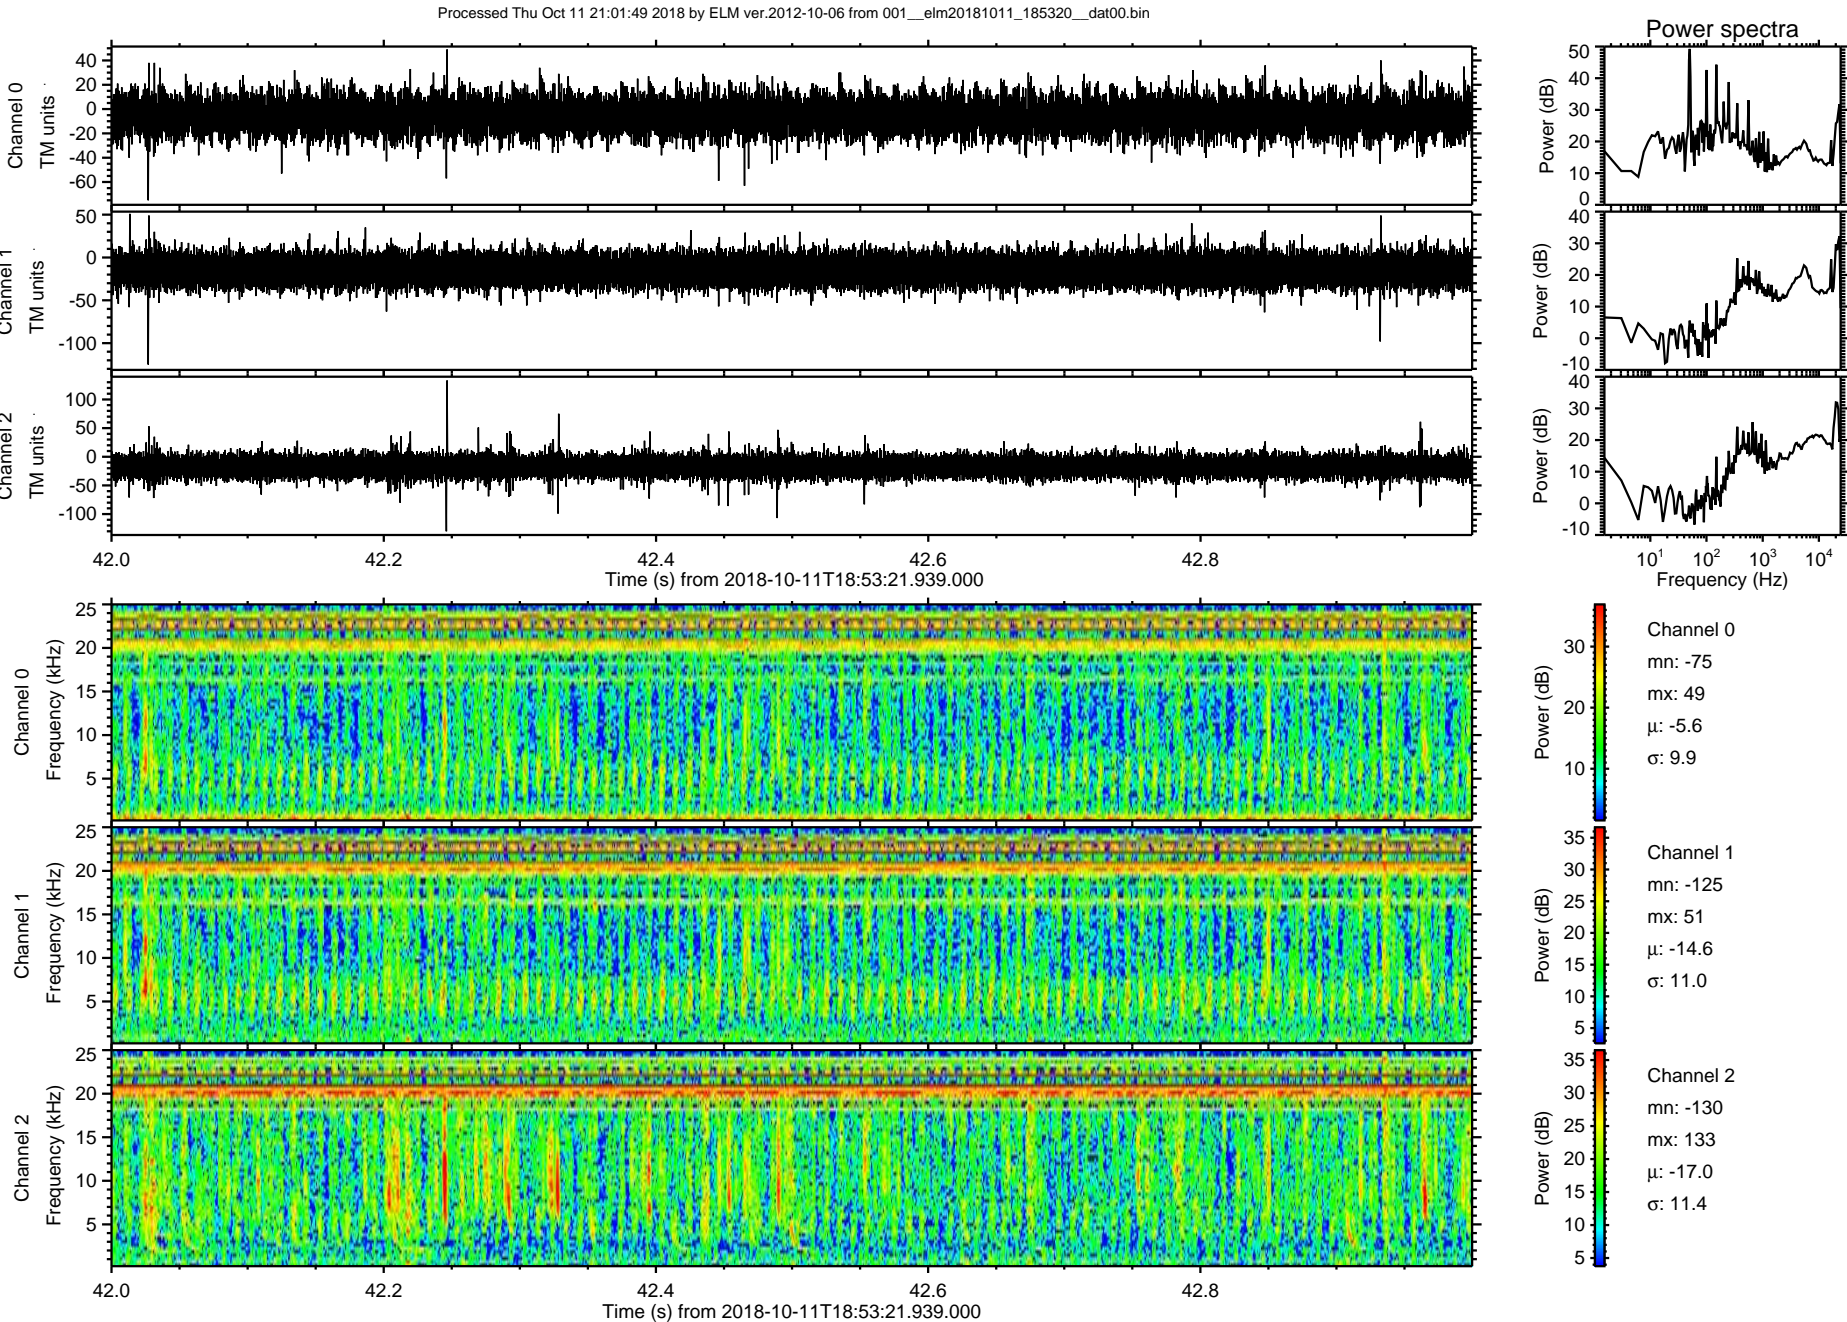 Processed Thu Oct 11 21:01:49 2018 by ELM ver.2012-10-06 from 001__elm20181011_185320__dat00.bin
Power spectra
Channel 0
TM units
40
20
0
-20
-40
-60
Power (dB)
50
40
30
20
10
0
Channel 1
TM units
50
0
-50
-100
Power (dB)
40
30
20
10
0
-10
Channel 2
TM units
100
50
0
-50
-100
Power (dB)
40
30
20
10
0
-10
42.0 42.2 42.4 42.6 42.8
Time (s) from 2018-10-11T18:53:21.939.000
10^1 10^2 10^3 10^4
Frequency (Hz)
Channel 0
Frequency (kHz)
25
20
15
10
5
Power (dB)
30
20
10
Channel 0
mn: -75
mx: 49
μ: -5.6
σ: 9.9
Channel 1
Frequency (kHz)
25
20
15
10
5
Power (dB)
35
30
25
20
15
10
5
Channel 1
mn: -125
mx: 51
μ: -14.6
σ: 11.0
Channel 2
Frequency (kHz)
25
20
15
10
5
Power (dB)
35
30
25
20
15
10
5
Channel 2
mn: -130
mx: 133
μ: -17.0
σ: 11.4
42.0 42.2 42.4 42.6 42.8
Time (s) from 2018-10-11T18:53:21.939.000